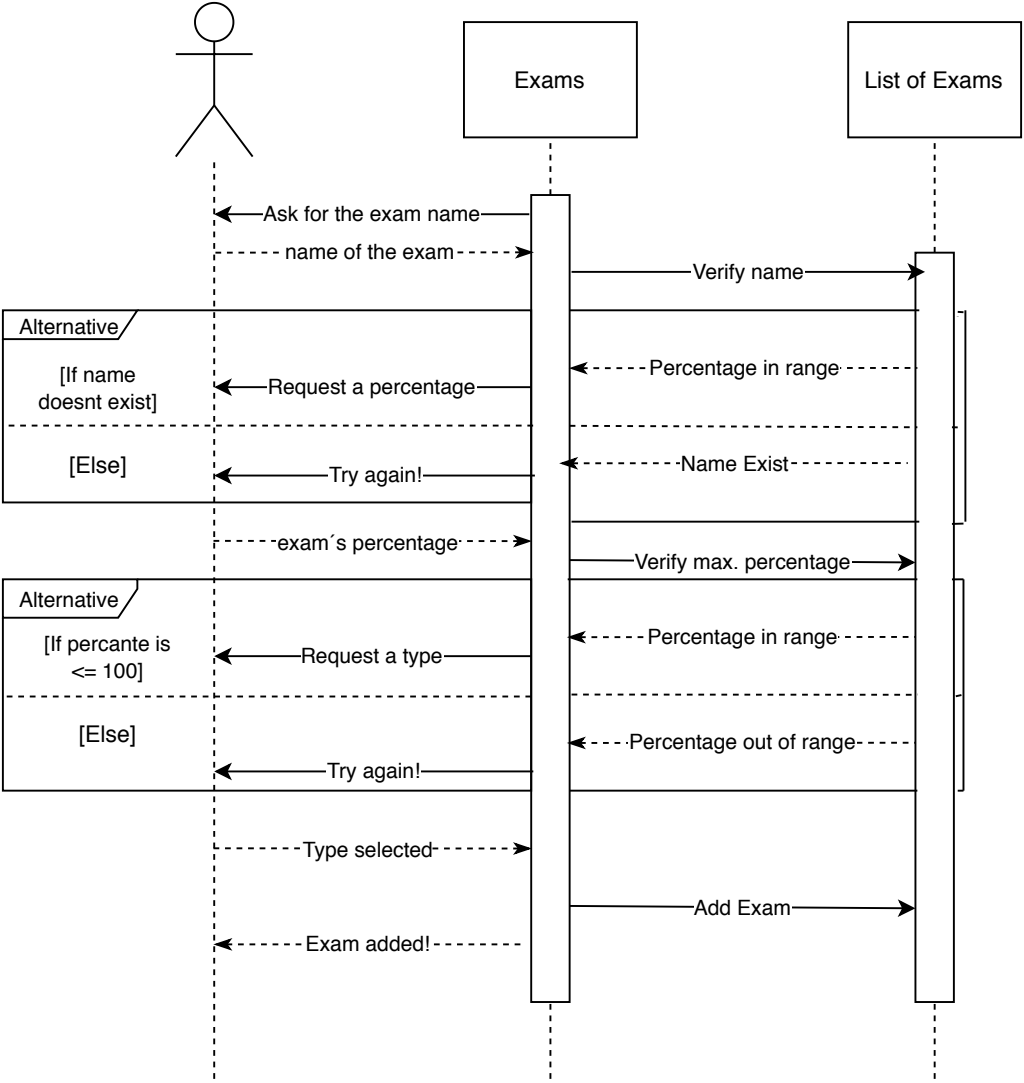 Exams
List of Exams
Ask for the exam name
name of the exam
Verify name
Alternative
Percentage in range
[If name
doesnt exist]
Request a percentage
Name Exist
[Else]
Try again!
exam´s percentage
Verify max. percentage
Alternative
Percentage in range
[If percante is
<= 100]
Request a type
[Else]
Percentage out of range
Try again!
Type selected
Add Exam
Exam added!